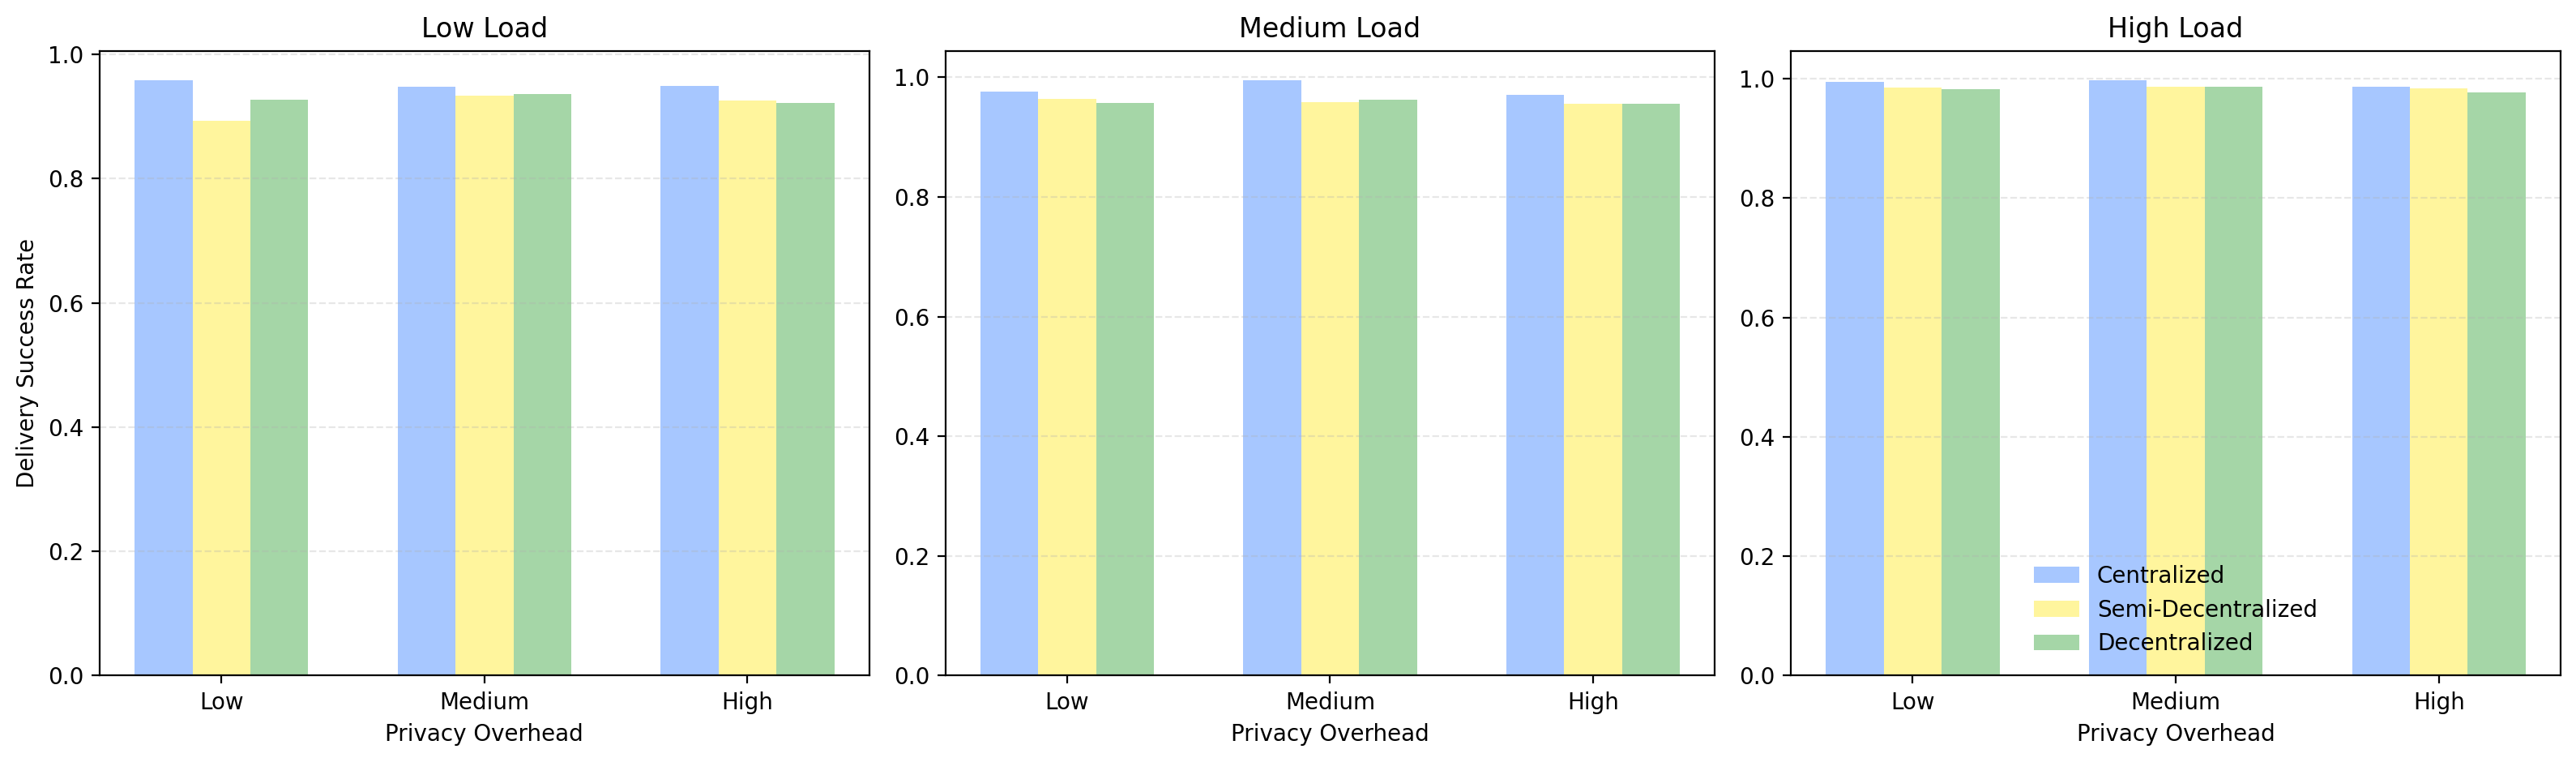 Low Load
Medium Load
High Load
Delivery Success Rate
1.0
0.8
0.6
0.4
0.2
0.0
Low
Medium
High
Privacy Overhead
1.0
0.8
0.6
0.4
0.2
0.0
Low
Medium
High
Privacy Overhead
1.0
0.8
0.6
0.4
0.2
0.0
Centralized
Semi-Decentralized
Decentralized
Low
Medium
High
Privacy Overhead